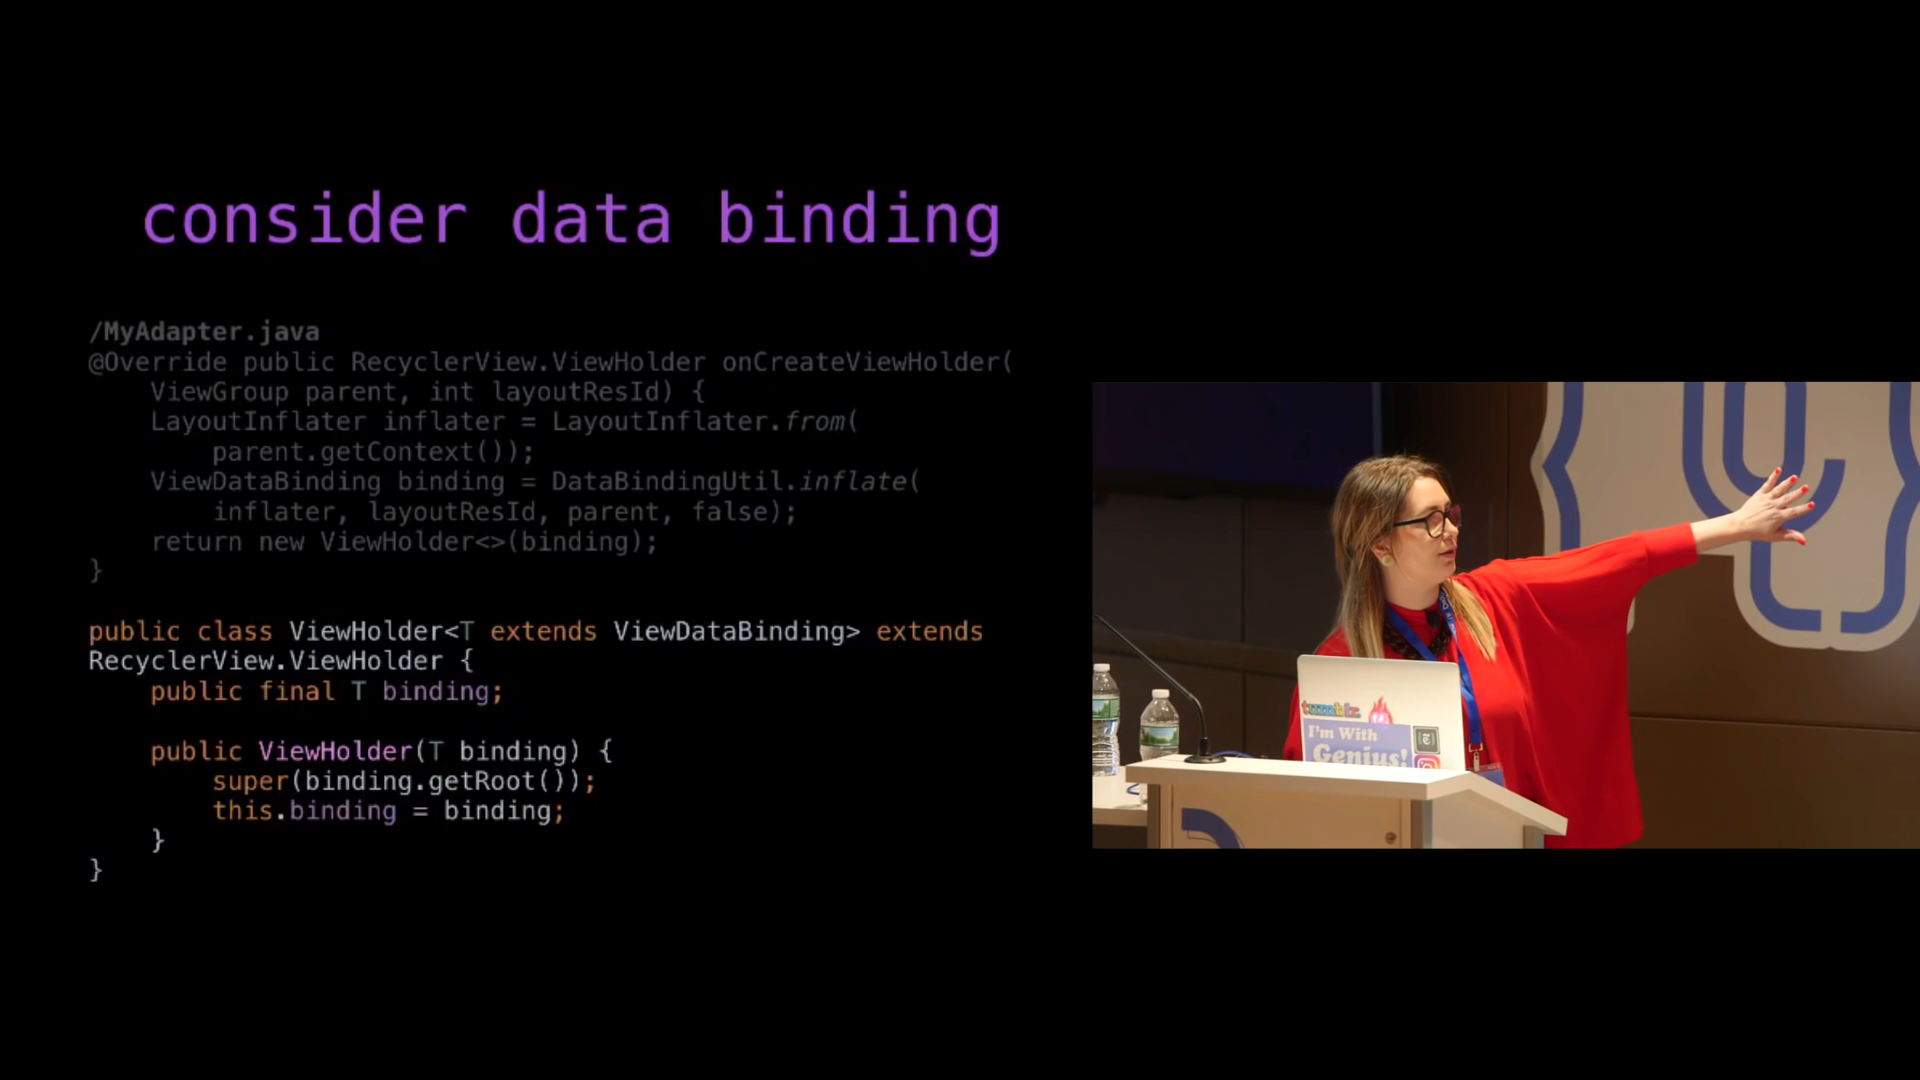 consider data binding
/MyAdapter.java
@Override public RecyclerView.ViewHolder onCreateViewHolder(
    ViewGroup parent, int layoutResId) {
    LayoutInflater inflater = LayoutInflater.from(
        parent.getContext());
    ViewDataBinding binding = DataBindingUtil.inflate(
        inflater, layoutResId, parent, false);
    return new ViewHolder<>(binding);
}
public class ViewHolder<T extends ViewDataBinding> extends
RecyclerView.ViewHolder {
    public final T binding;
    public ViewHolder(T binding) {
        super(binding.getRoot());
        this.binding = binding;
    }
}
tumblr
I'm With
Genius!